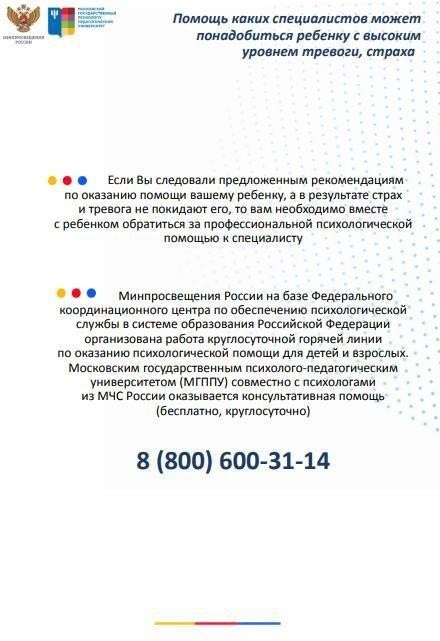 МИНПРОСВЕЩЕНИЯ
РОССИИ
МОСКОВСКИЙ
ГОСУДАРСТВЕННЫЙ
ПСИХОЛОГО-
ПЕДАГОГИЧЕСКИЙ
УНИВЕРСИТЕТ
Помощь каких специалистов может
понадобиться ребенку с высоким
уровнем тревоги, страха
Если Вы следовали предложенным рекомендациям
по оказанию помощи вашему ребенку, а в результате страх
и тревога не покидают его, то вам необходимо вместе
с ребенком обратиться за профессиональной психологической
помощью к специалисту
Минпросвещения России на базе Федерального
координационного центра по обеспечению психологической
службы в системе образования Российской Федерации
организована работа круглосуточной горячей линии
по оказанию психологической помощи для детей и взрослых.
Московским государственным психолого-педагогическим
университетом (МГППУ) совместно с психологами
из МЧС России оказывается консультативная помощь
(бесплатно, круглосуточно)
8 (800) 600-31-14